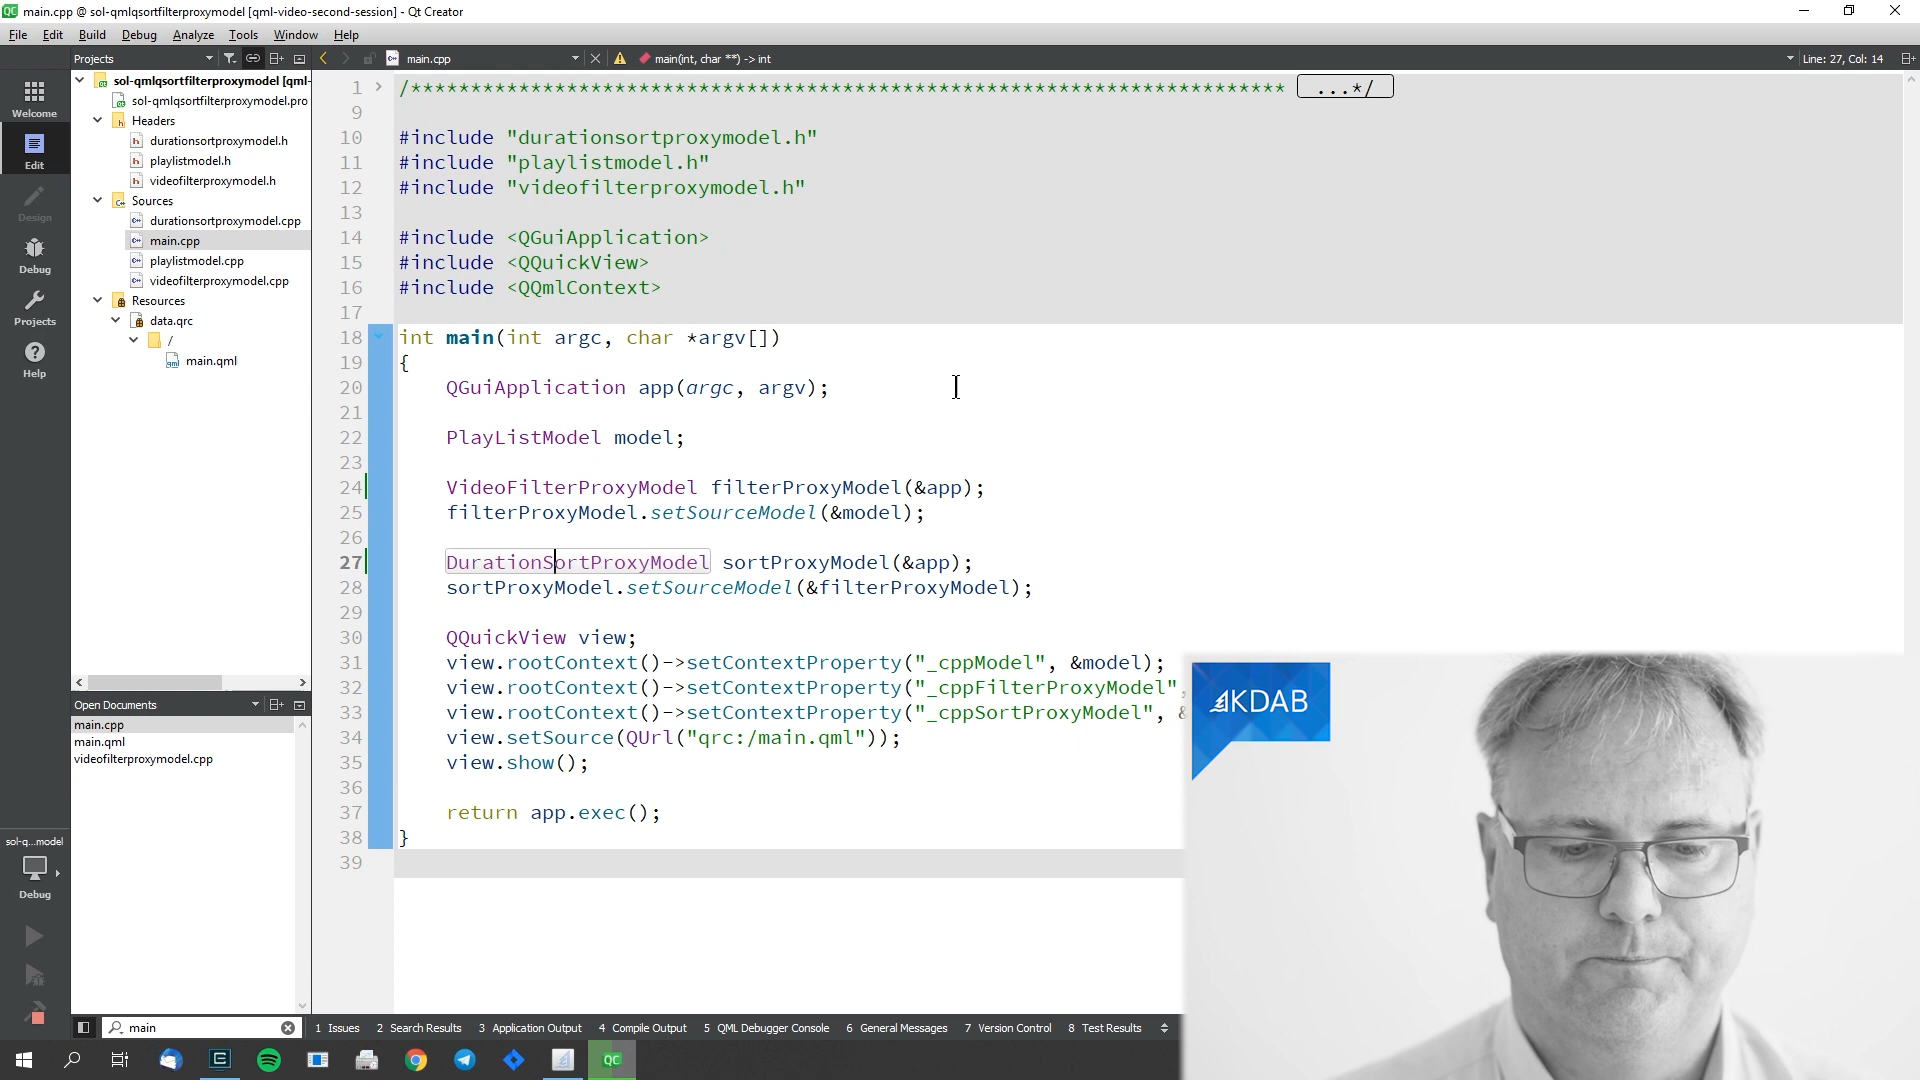 main.cpp @ sol-qmlqsortfilterproxymodel [qml-video-second-session] - Qt Creator
File Edit Build Debug Analyze Tools Window Help
Projects
main.cpp
main(int, char **) -> int
Line: 27, Col: 14
Welcome
Edit
Design
Debug
Projects
Help
sol-qmlqsortfilterproxymodel [qml-
sol-qmlqsortfilterproxymodel.pro
Headers
durationsortproxymodel.h
playlistmodel.h
videofilterproxymodel.h
Sources
durationsortproxymodel.cpp
main.cpp
playlistmodel.cpp
videofilterproxymodel.cpp
Resources
data.qrc
/
main.qml
Open Documents
main.cpp
main.qml
videofilterproxymodel.cpp
sol-q...model
Debug
1 /************************************************************************* ...*/
9
10 #include "durationsortproxymodel.h"
11 #include "playlistmodel.h"
12 #include "videofilterproxymodel.h"
13
14 #include <QGuiApplication>
15 #include <QQuickView>
16 #include <QQmlContext>
17
18 int main(int argc, char *argv[])
19 {
20 QGuiApplication app(argc, argv);
21
22 PlayListModel model;
23
24 VideoFilterProxyModel filterProxyModel(&app);
25 filterProxyModel.setSourceModel(&model);
26
27 DurationSortProxyModel sortProxyModel(&app);
28 sortProxyModel.setSourceModel(&filterProxyModel);
29
30 QQuickView view;
31 view.rootContext()->setContextProperty("_cppModel", &model);
32 view.rootContext()->setContextProperty("_cppFilterProxyModel",
33 view.rootContext()->setContextProperty("_cppSortProxyModel", &
34 view.setSource(QUrl("qrc:/main.qml"));
35 view.show();
36
37 return app.exec();
38 }
39
KDAB
main
1 Issues 2 Search Results 3 Application Output 4 Compile Output 5 QML Debugger Console 6 General Messages 7 Version Control 8 Test Results
QC